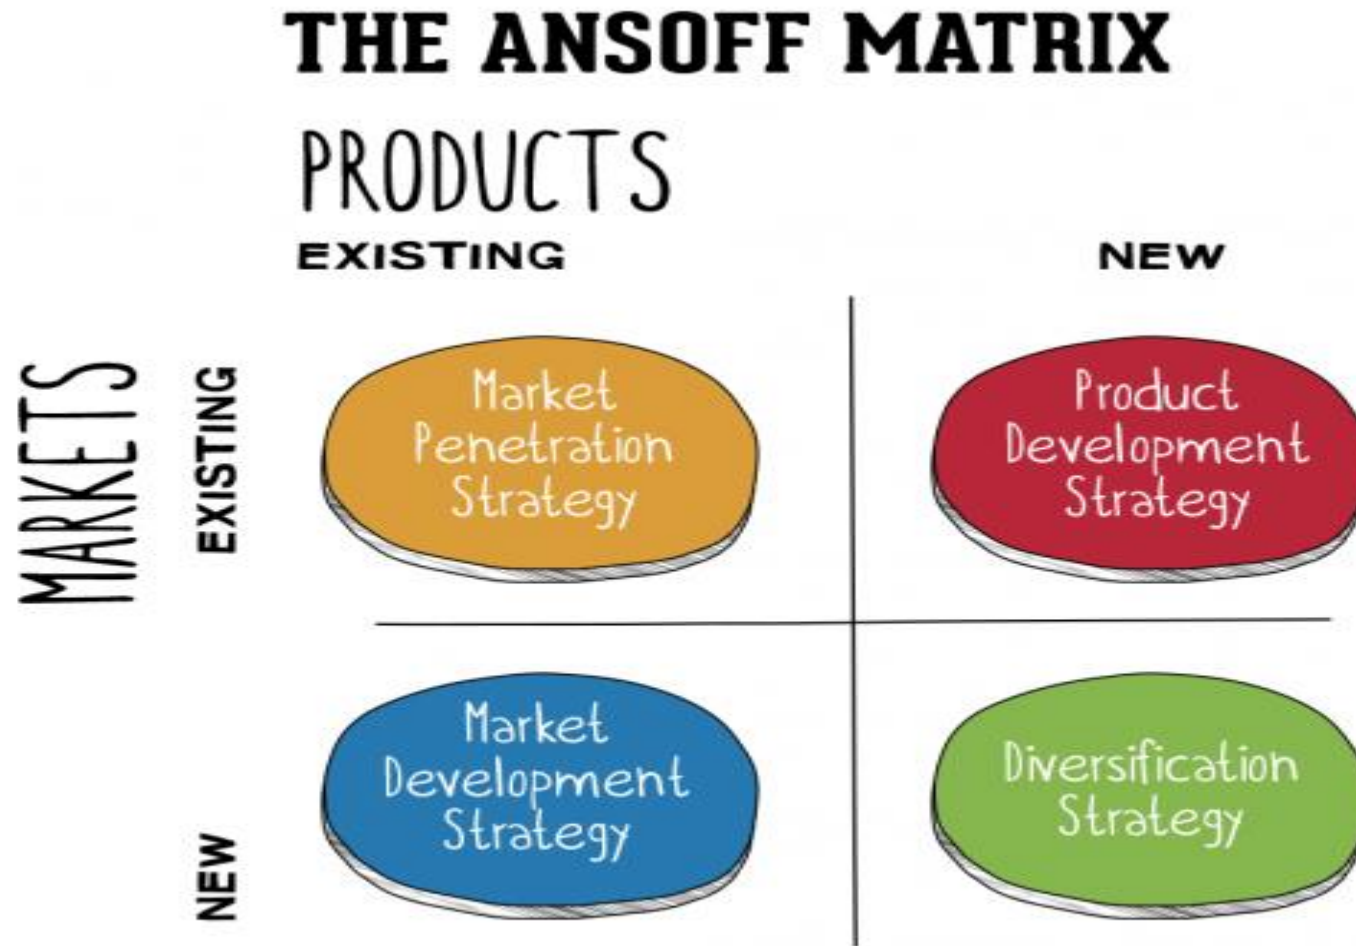 THE ANSOFF MATRIX
PRODUCTS
EXISTING NEW
MARKETS
EXISTING
Market
Penetration
Strategy
Product
Development
Strategy
NEW
Market
Development
Strategy
Diversification
Strategy